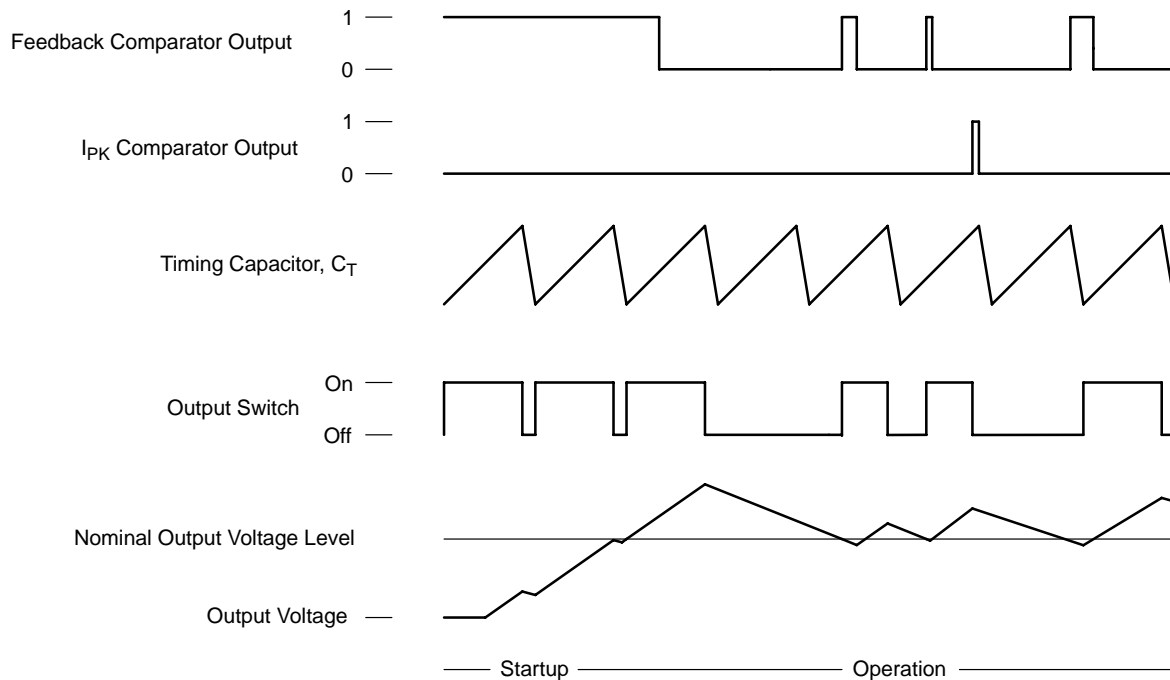 1
Feedback Comparator Output
0
1
IPK Comparator Output
0
Timing Capacitor, CT
On
Output Switch
Off
Nominal Output Voltage Level
Output Voltage
Startup
Operation